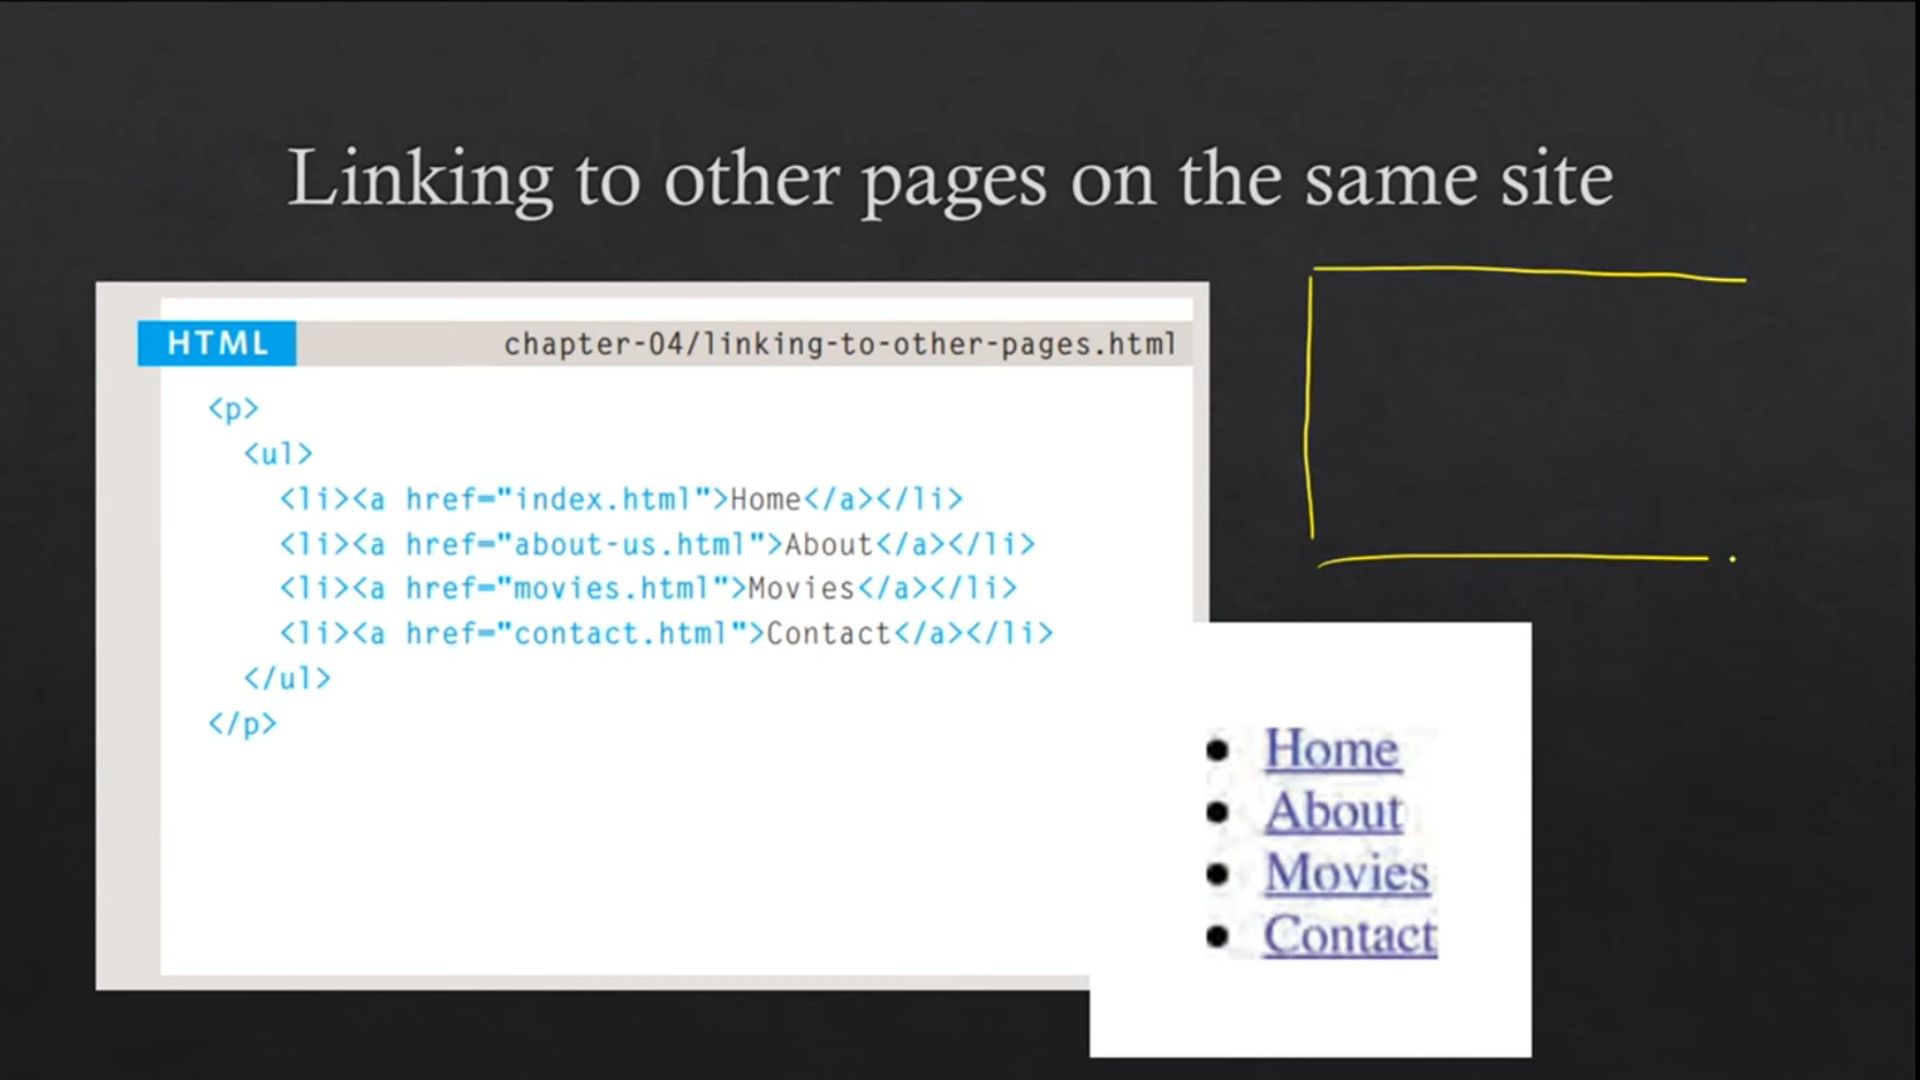 Linking to other pages on the same site
HTML chapter-04/linking-to-other-pages.html
<p>
<ul>
<li><a href="index.html">Home</a></li>
<li><a href="about-us.html">About</a></li>
<li><a href="movies.html">Movies</a></li>
<li><a href="contact.html">Contact</a></li>
</ul>
</p>
• Home
• About
• Movies
• Contact